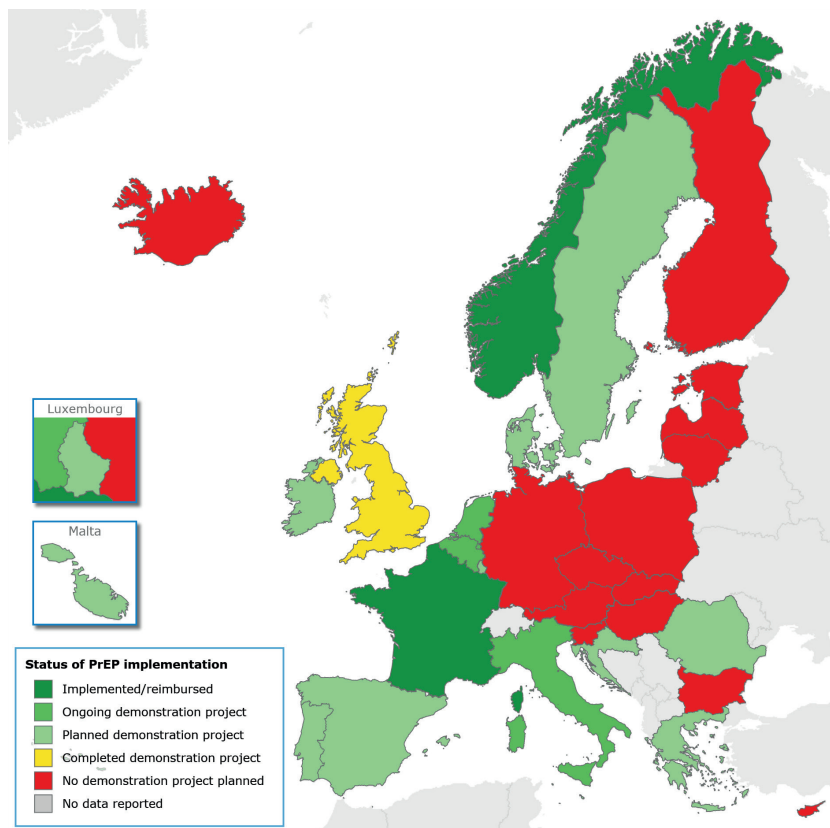 Luxembourg
Malta
Status of PrEP implementation
Implemented/reimbursed
Ongoing demonstration project
Planned demonstration project
Completed demonstration project
No demonstration project planned
No data reported